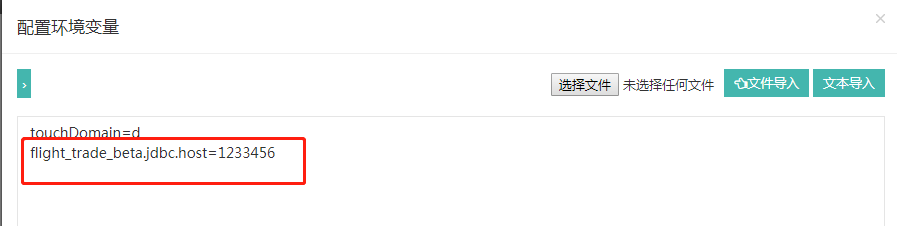 配置环境变量
×
›
选择文件 未选择任何文件 文件导入 文本导入
touchDomain=d
flight_trade_beta.jdbc.host=1233456